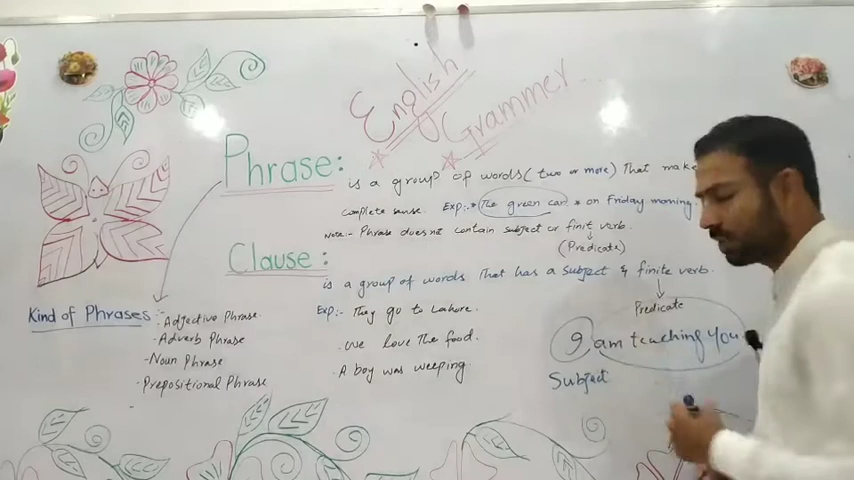 English
Grammer...
Phrase:
is a group of words (two or more) That make
complete sense. Exp:- * The green car. * on Friday morning.
Note:- Phrase does not contain subject or finit verb.
(Predicate)
Clause:
is a group of words That has a subject & finite verb.
Predicate
Exp:- They go to Lahore.
. we love The food.
. A boy was weeping.
I am teaching You
Subject
Kind of Phrases:-
. Adjective Phrase.
. Adverb Phrase
. Noun Phrase
. Prepositional Phrase